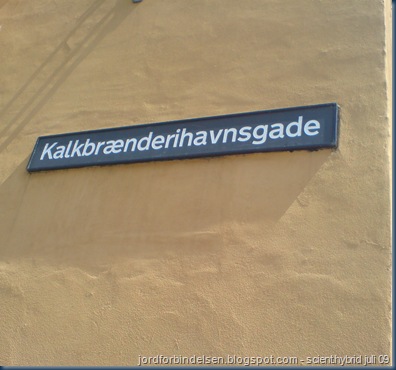 Kalkbrænderihavnsgade
jordforbindelsen.blogspot.com - scienthybrid juli 09